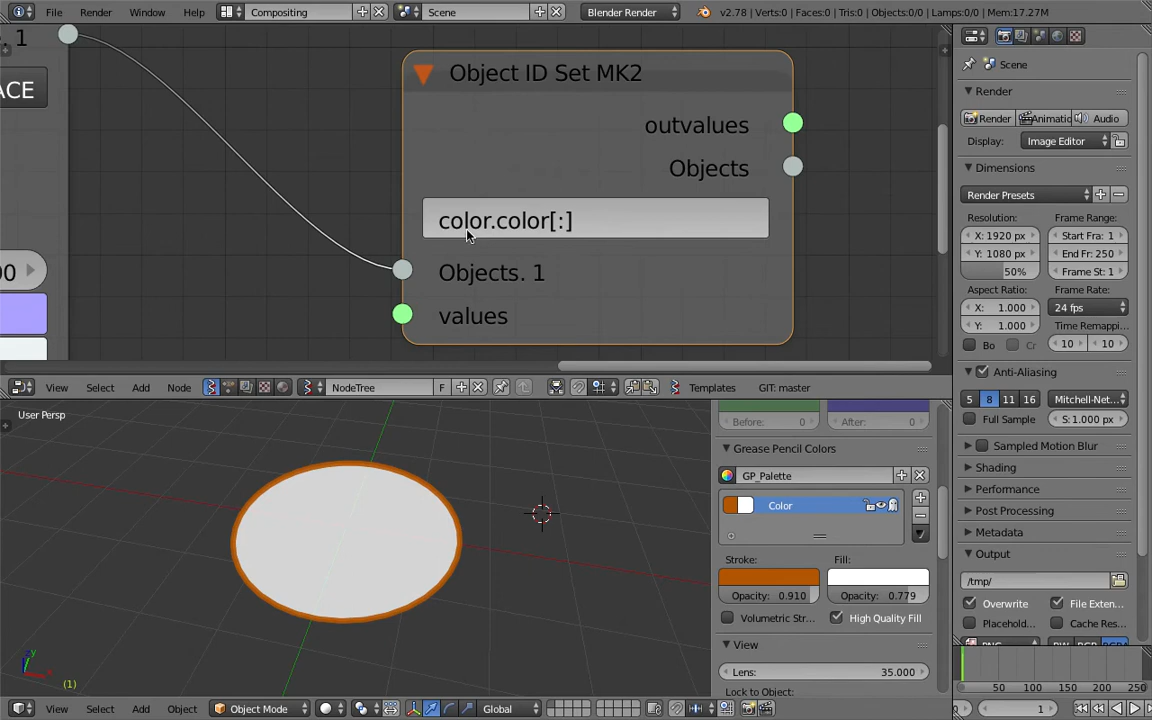 File Render Window Help Compositing Scene Blender Render v2.78 | Verts:0 | Faces:0 | Tris:0 | Objects:0/0 | Lamps:0/0 | Mem:17.27M
. 1
ACE
00
Object ID Set MK2
outvalues
Objects
color.color[:]
Objects. 1
values
View Select Add Node NodeTree F Templates GIT: master
User Persp
(1)
Before: 0 After: 0
Grease Pencil Colors
GP_Palette
Color
Stroke: Fill:
Opacity: 0.910 Opacity: 0.779
Volumetric Str... High Quality Fill
View
Lens: 35.000
Lock to Object:
View Select Add Object Object Mode Global
Scene
Render
Render Animatic Audio
Display: Image Editor
Dimensions
Render Presets
Resolution: Frame Range:
X: 1920 px Start Fra: 1
Y: 1080 px End Fr: 250
50% Frame St: 1
Aspect Ratio: Frame Rate:
X: 1.000 24 fps
Y: 1.000 Time Remappi...
Bo Cr 10 10
Anti-Aliasing
5 8 11 16 Mitchell-Net...
Full Sample S: 1.000 px
Sampled Motion Blur
Shading
Performance
Post Processing
Metadata
Output
/tmp/
Overwrite File Exten...
Placehold... Cache Res...
50 100 150 200 250
1